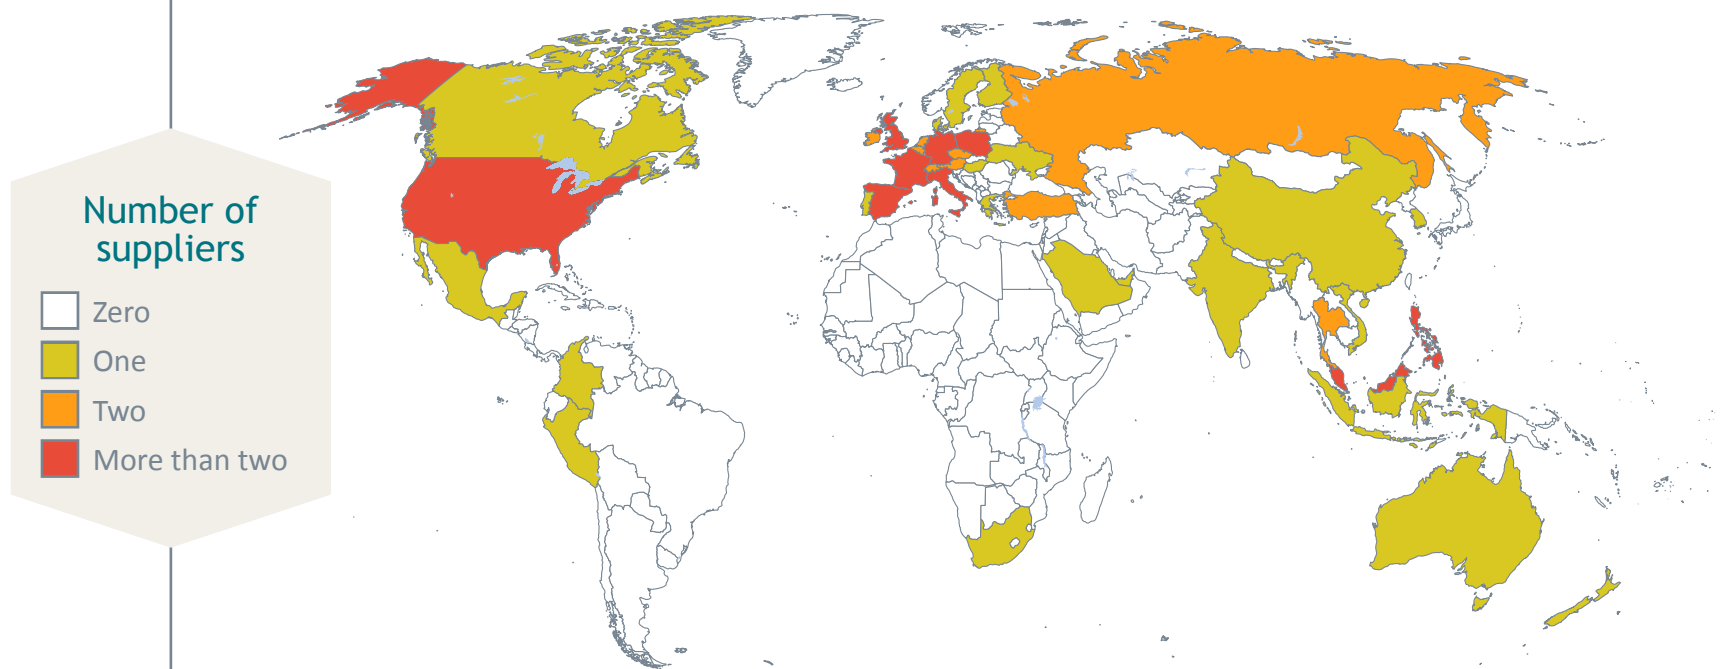 Number of
suppliers
Zero
One
Two
More than two